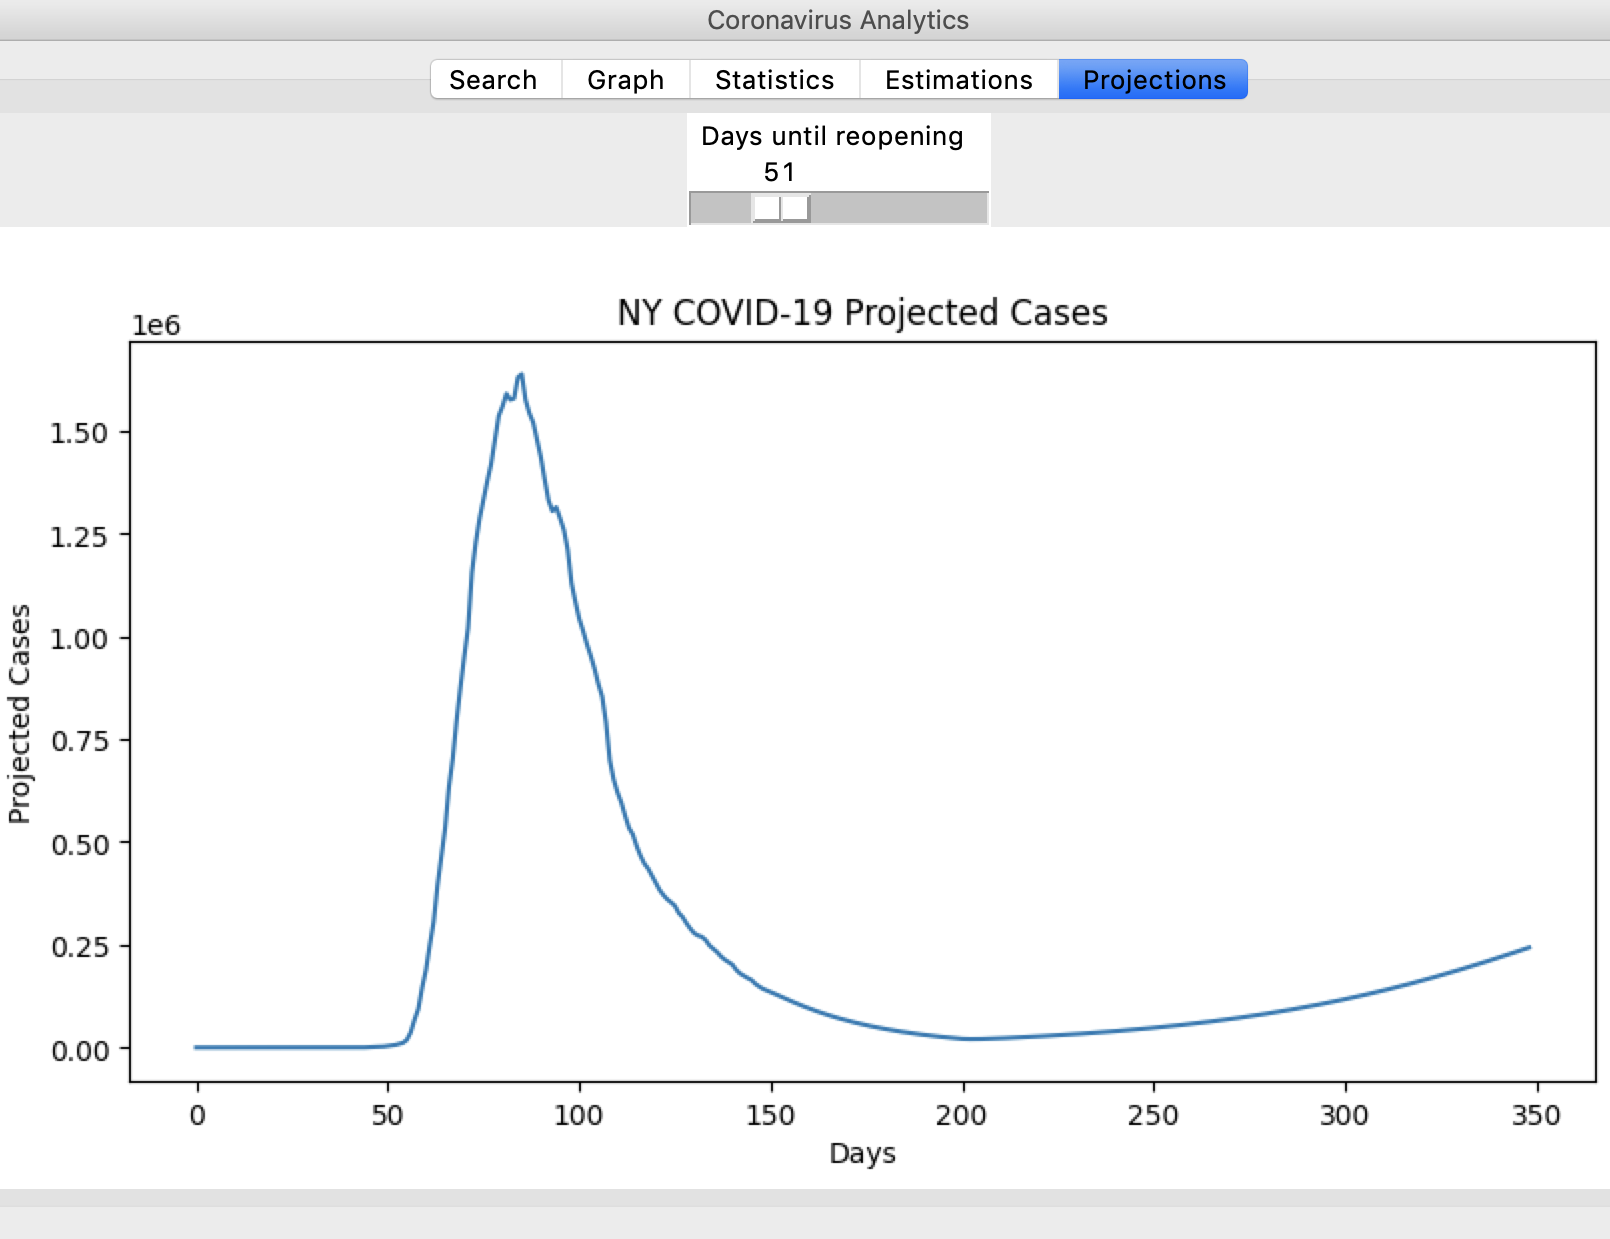 Coronavirus Analytics
Search Graph Statistics Estimations Projections
Days until reopening
51
NY COVID-19 Projected Cases
1e6
1.50
1.25
1.00
0.75
0.50
0.25
0.00
Projected Cases
0 50 100 150 200 250 300 350
Days